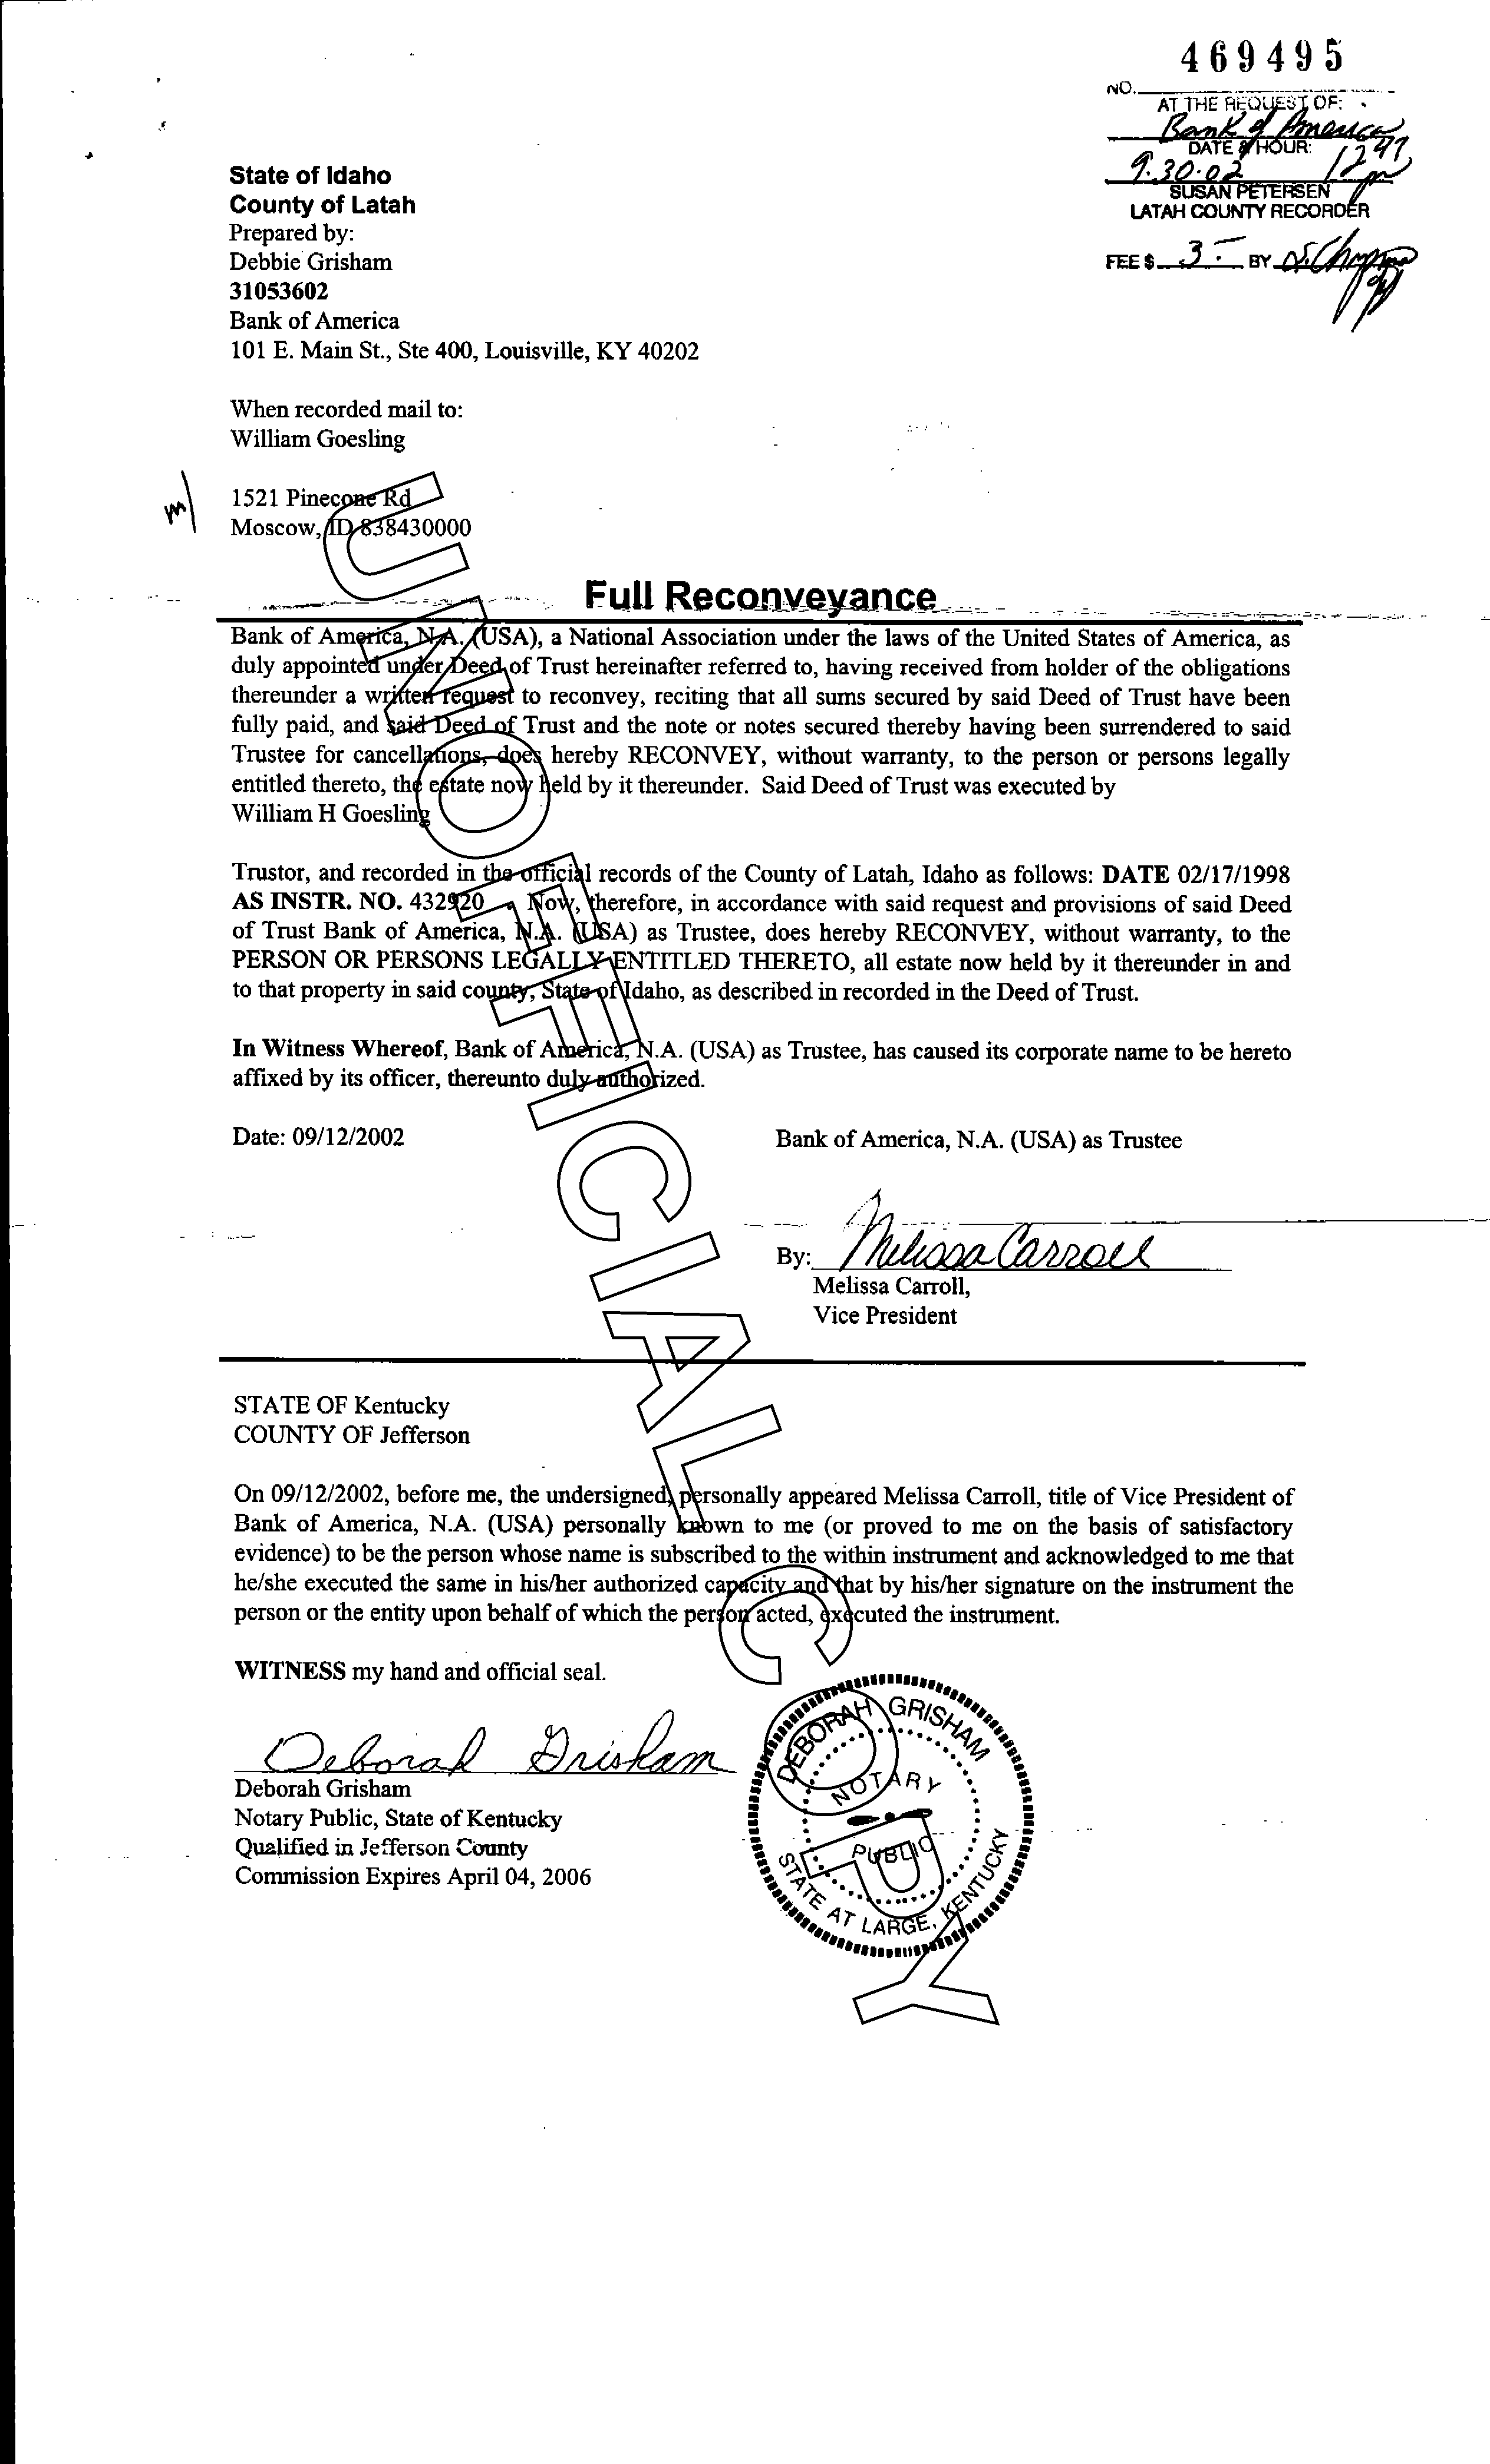 469495
NO.
AT THE REQUEST OF:
Bank of America
DATE & HOUR:
9.30.02 1247 pm
SUSAN PETERSEN
LATAH COUNTY RECORDER
FEE $ 3.- BY
State of Idaho
County of Latah
Prepared by:
Debbie Grisham
31053602
Bank of America
101 E. Main St., Ste 400, Louisville, KY 40202
When recorded mail to:
William Goesling
1521 Pinecone Rd
Moscow, ID 838430000
Full Reconveyance
Bank of America, N.A. (USA), a National Association under the laws of the United States of America, as
duly appointed under Deed of Trust hereinafter referred to, having received from holder of the obligations
thereunder a written request to reconvey, reciting that all sums secured by said Deed of Trust have been
fully paid, and said Deed of Trust and the note or notes secured thereby having been surrendered to said
Trustee for cancellations, does hereby RECONVEY, without warranty, to the person or persons legally
entitled thereto, the estate now held by it thereunder. Said Deed of Trust was executed by
William H Goesling
Trustor, and recorded in the official records of the County of Latah, Idaho as follows: DATE 02/17/1998
AS INSTR. NO. 432920 . Now, therefore, in accordance with said request and provisions of said Deed
of Trust Bank of America, N.A. (USA) as Trustee, does hereby RECONVEY, without warranty, to the
PERSON OR PERSONS LEGALLY ENTITLED THERETO, all estate now held by it thereunder in and
to that property in said county, State of Idaho, as described in recorded in the Deed of Trust.
In Witness Whereof, Bank of America, N.A. (USA) as Trustee, has caused its corporate name to be hereto
affixed by its officer, thereunto duly authorized.
Date: 09/12/2002
Bank of America, N.A. (USA) as Trustee
By: Melissa Carroll
Melissa Carroll,
Vice President
STATE OF Kentucky
COUNTY OF Jefferson
On 09/12/2002, before me, the undersigned, personally appeared Melissa Carroll, title of Vice President of
Bank of America, N.A. (USA) personally known to me (or proved to me on the basis of satisfactory
evidence) to be the person whose name is subscribed to the within instrument and acknowledged to me that
he/she executed the same in his/her authorized capacity and that by his/her signature on the instrument the
person or the entity upon behalf of which the person acted, executed the instrument.
WITNESS my hand and official seal.
Deborah Grisham
Deborah Grisham
Notary Public, State of Kentucky
Qualified in Jefferson County
Commission Expires April 04, 2006
DEBORAH GRISHAM
NOTARY
PUBLIC
STATE AT LARGE, KENTUCKY
UNOFFICIAL COPY